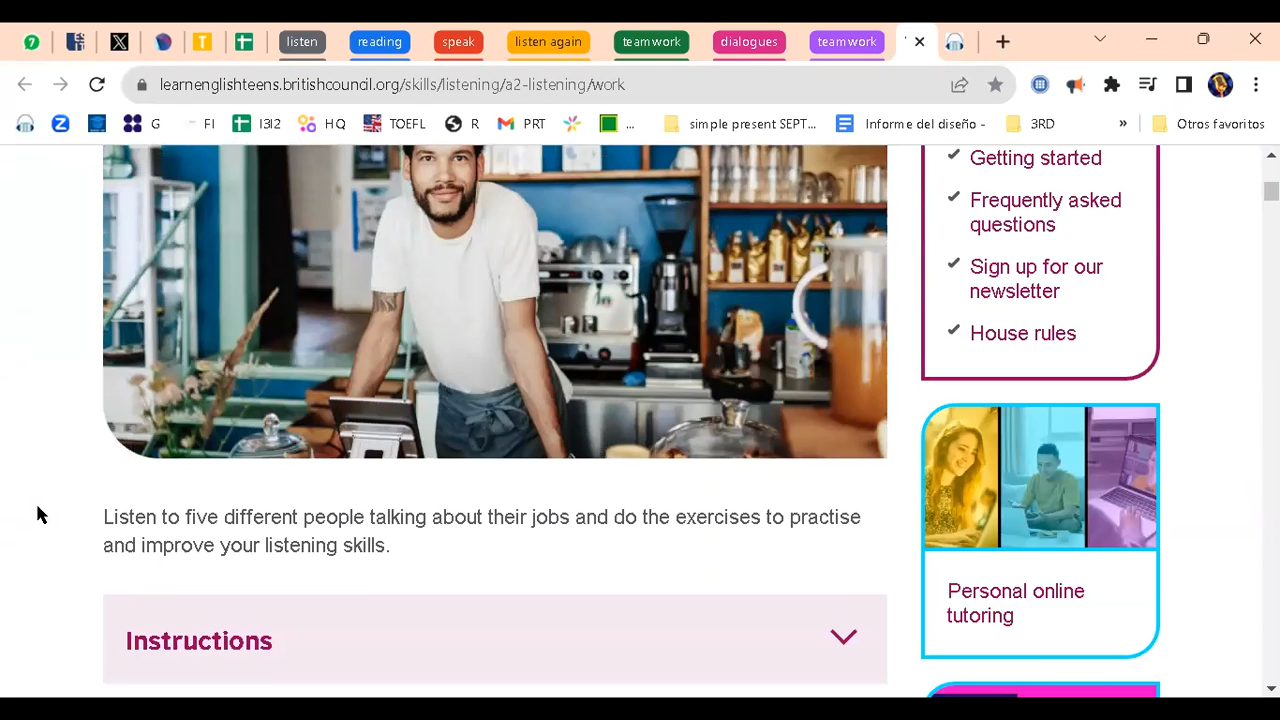 7
T
listen
reading
speak
listen again
teamwork
dialogues
teamwork
learnenglishteens.britishcouncil.org/skills/listening/a2-listening/work
G
FI
I3I2
HQ
TOEFL
R
PRT
...
simple present SEPT...
Informe del diseño -
3RD
»
Otros favoritos
Getting started
Frequently asked
questions
Sign up for our
newsletter
House rules
Listen to five different people talking about their jobs and do the exercises to practise
and improve your listening skills.
Instructions
Personal online
tutoring